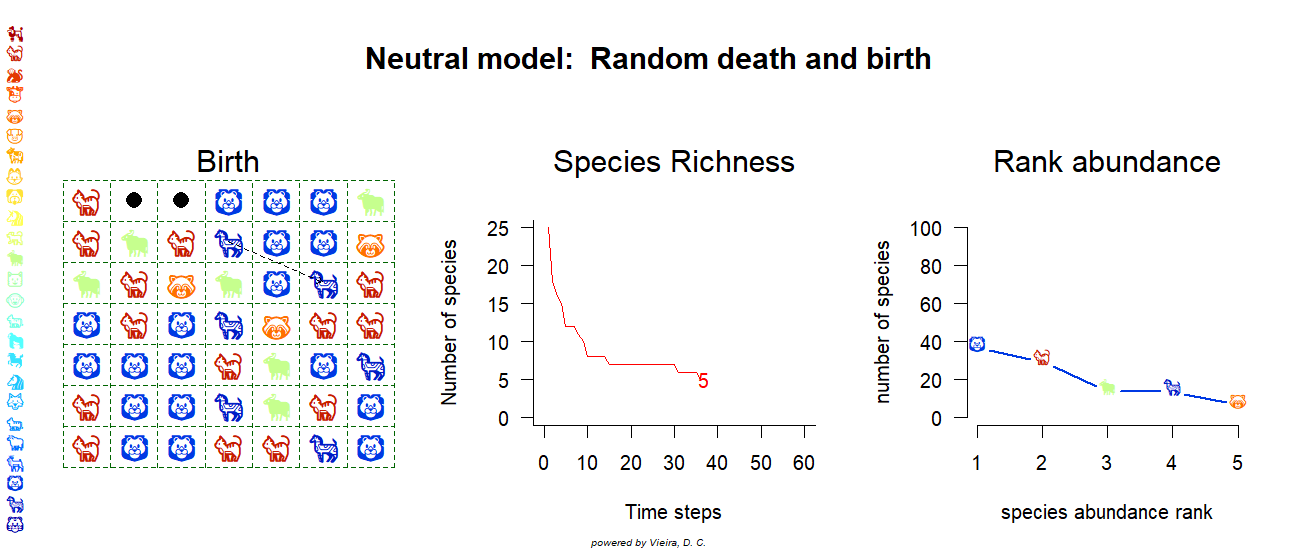 Neutral model:  Random death and birth
Birth
Species Richness
Rank abundance
Number of species
25
20
15
10
5
0
5
0 10 20 30 40 50 60
Time steps
number of species
100
80
60
40
20
0
1 2 3 4 5
species abundance rank
powered by Vieira, D. C.